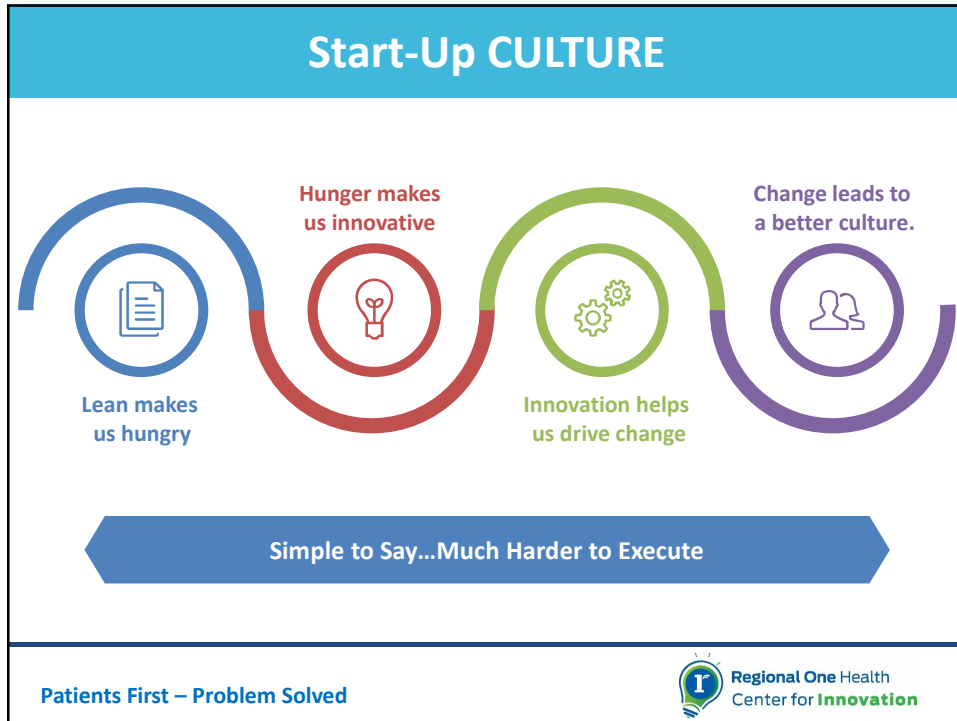 Start-Up CULTURE
Hunger makes
us innovative
Change leads to
a better culture.
Lean makes
us hungry
Innovation helps
us drive change
Simple to Say...Much Harder to Execute
Patients First – Problem Solved
r
Regional One Health
Center for Innovation